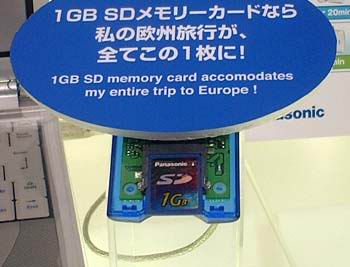 1GB SDメモリーカードなら
私の欧州旅行が、
全てこの1枚に!
1GB SD memory card accomodates
my entire trip to Europe !
20min
Panasonic
SD
1GB